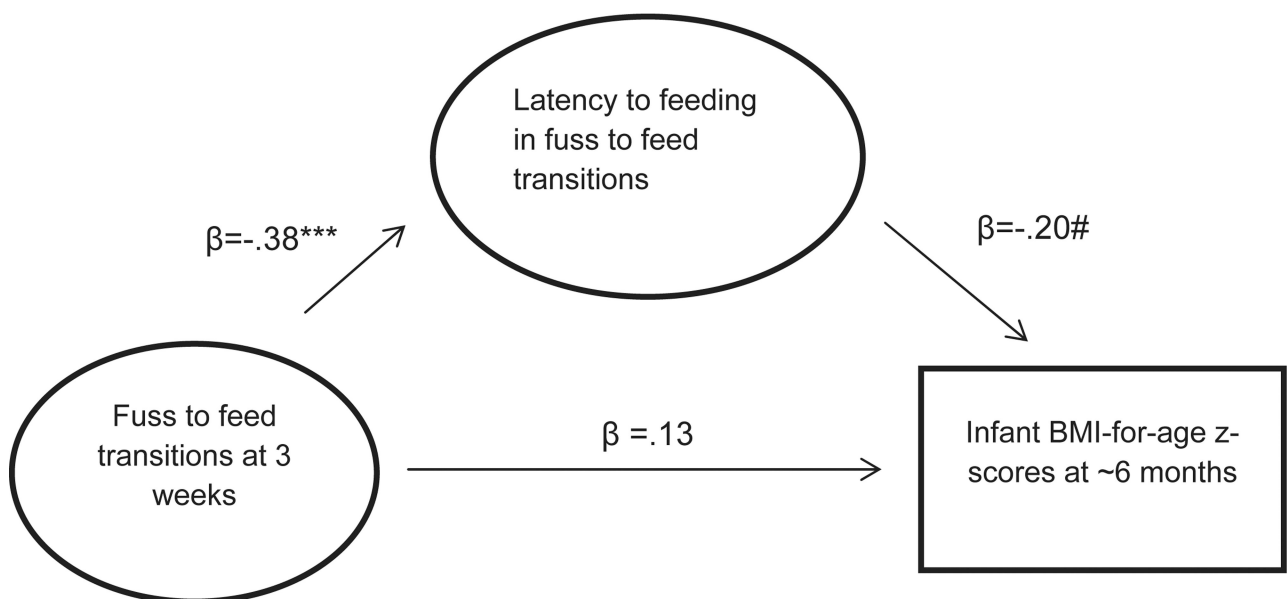 Latency to feeding
in fuss to feed
transitions
β=-.38***
β=-.20#
Fuss to feed
transitions at 3
weeks
β =.13
Infant BMI-for-age z-
scores at ~6 months